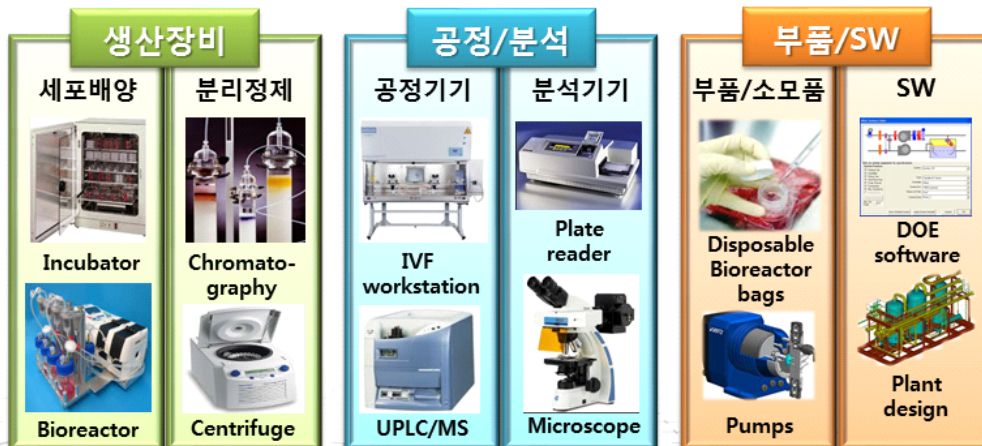 생산장비
세포배양
Incubator
Bioreactor
분리정제
Chromato-
graphy
Centrifuge
공정/분석
공정기기
IVF
workstation
UPLC/MS
분석기기
Plate
reader
Microscope
부품/SW
부품/소모품
Disposable
Bioreactor
bags
Pumps
SW
DOE
software
Plant
design